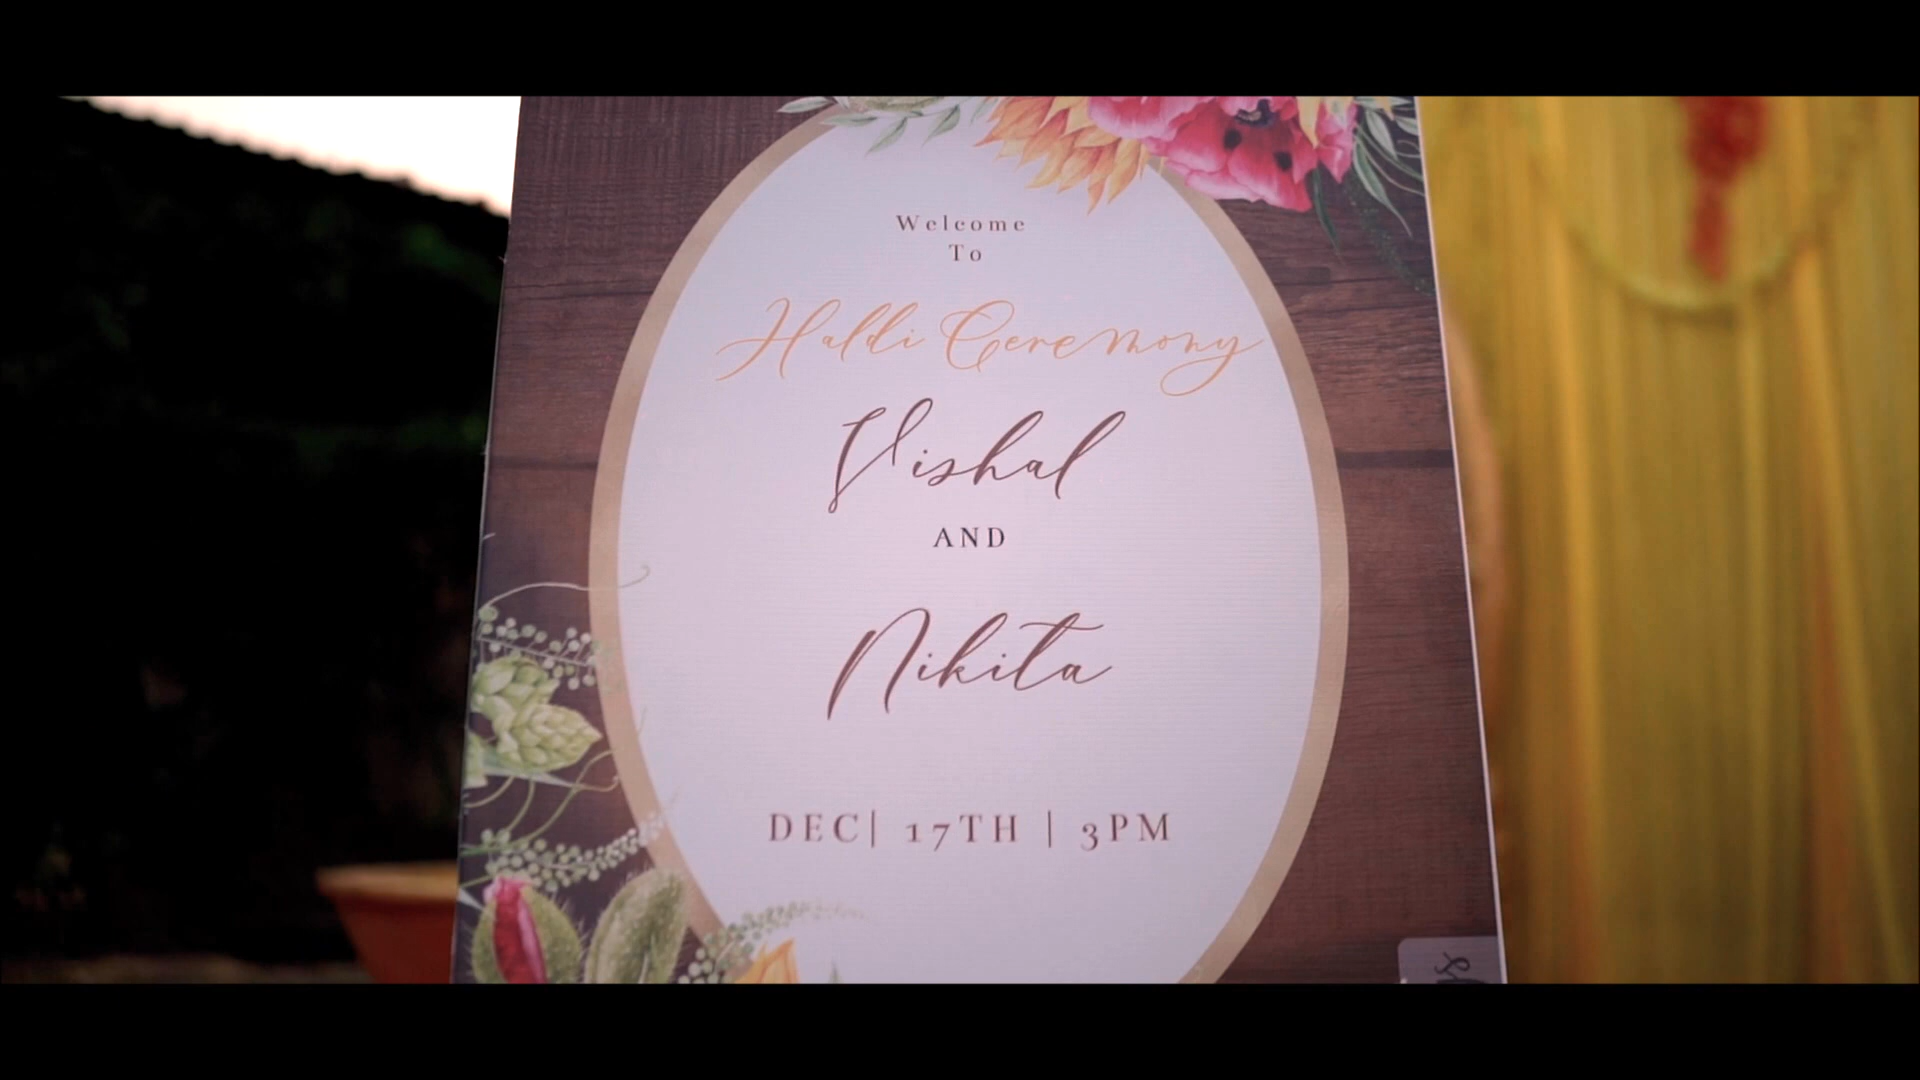 Welcome
To
Haldi Ceremony
Vishal
AND
Nikita
DEC| 17TH | 3PM